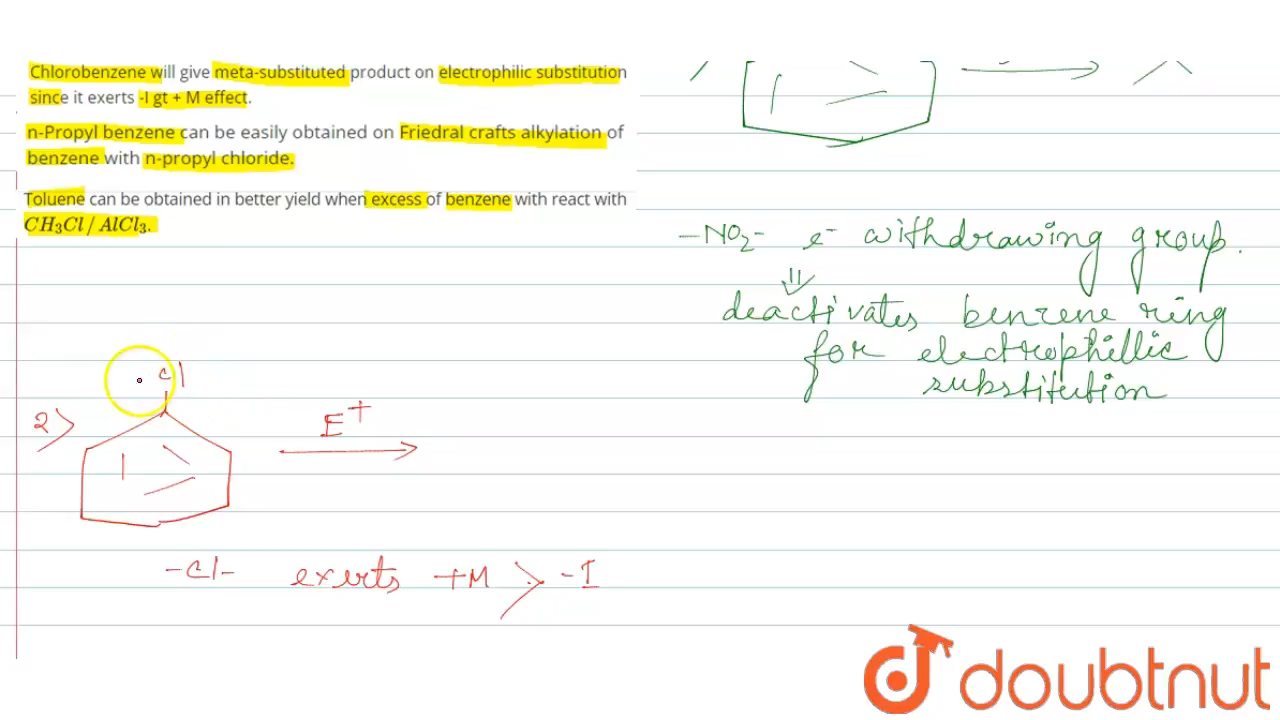 Chlorobenzene will give meta-substituted product on electrophilic substitution
since it exerts -I gt + M effect.
n-Propyl benzene can be easily obtained on Friedral crafts alkylation of
benzene with n-propyl chloride.
Toluene can be obtained in better yield when excess of benzene with react with
CH₃Cl / AlCl₃.
-NO₂- e⁻ withdrawing group.
deactivates benzene ring
for electrophillic
substitution
Cl
2>
E⁺
-Cl- exerts +M > -I
doubtnut